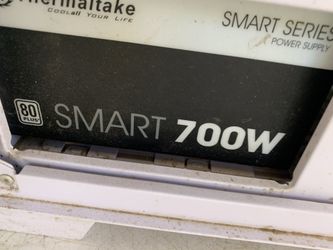 Thermaltake
COOL all YOUR LIFE
SMART SERIES
POWER SUPPLY
80
PLUS
SMART 700W